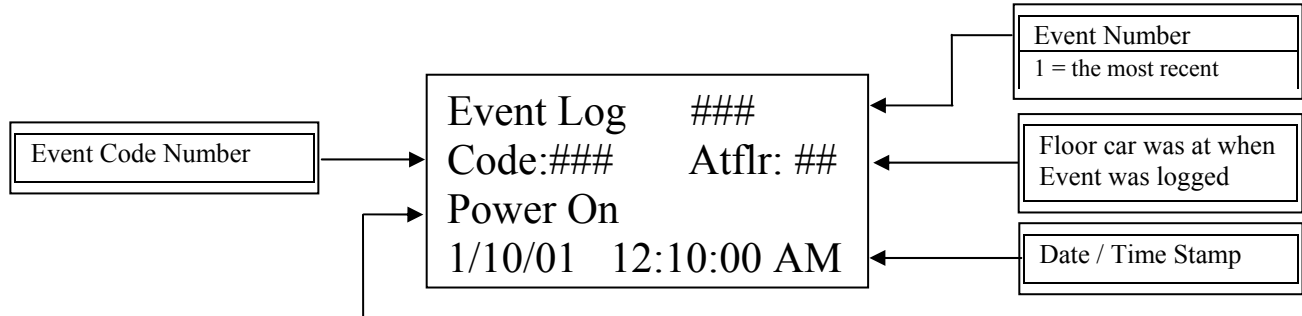 Event Number
1 = the most recent
Event Log ###
Code:### Atflr: ##
Power On
1/10/01 12:10:00 AM
Event Code Number
Floor car was at when
Event was logged
Date / Time Stamp